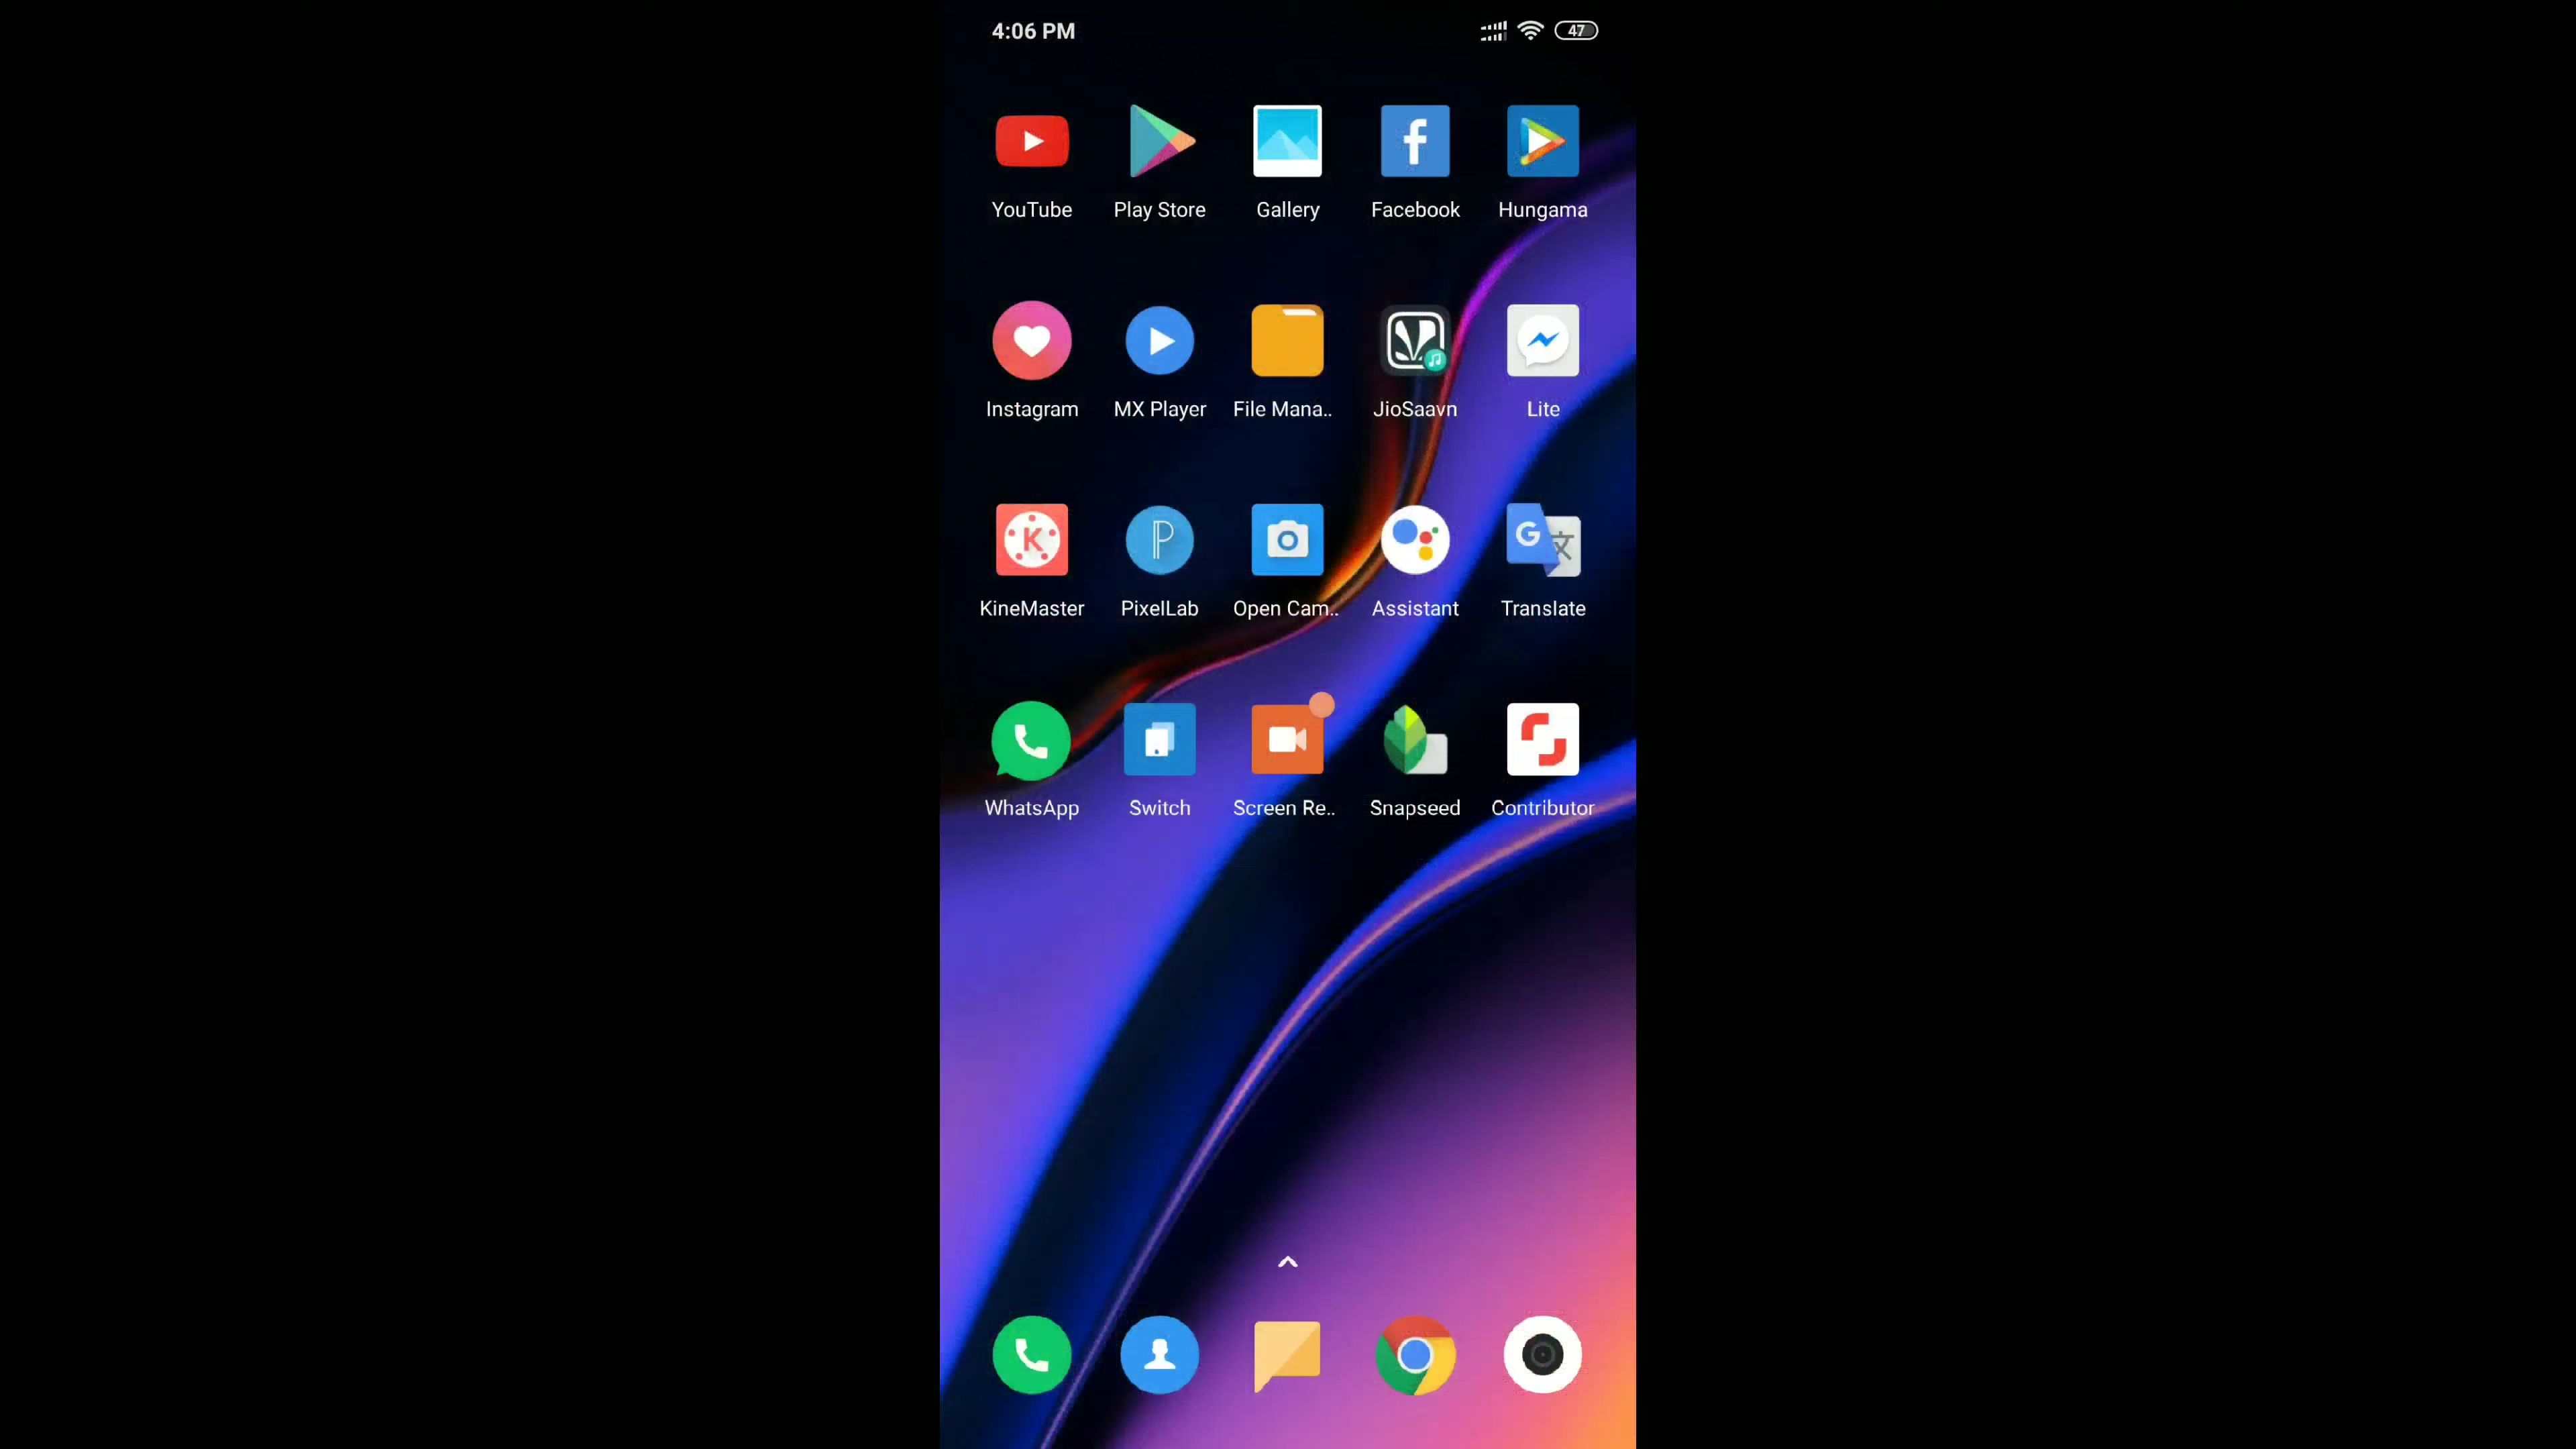 4:06 PM 47
YouTube Play Store Gallery Facebook Hungama
Instagram MX Player File Mana.. JioSaavn Lite
KineMaster PixelLab Open Cam.. Assistant Translate
WhatsApp Switch Screen Re.. Snapseed Contributor